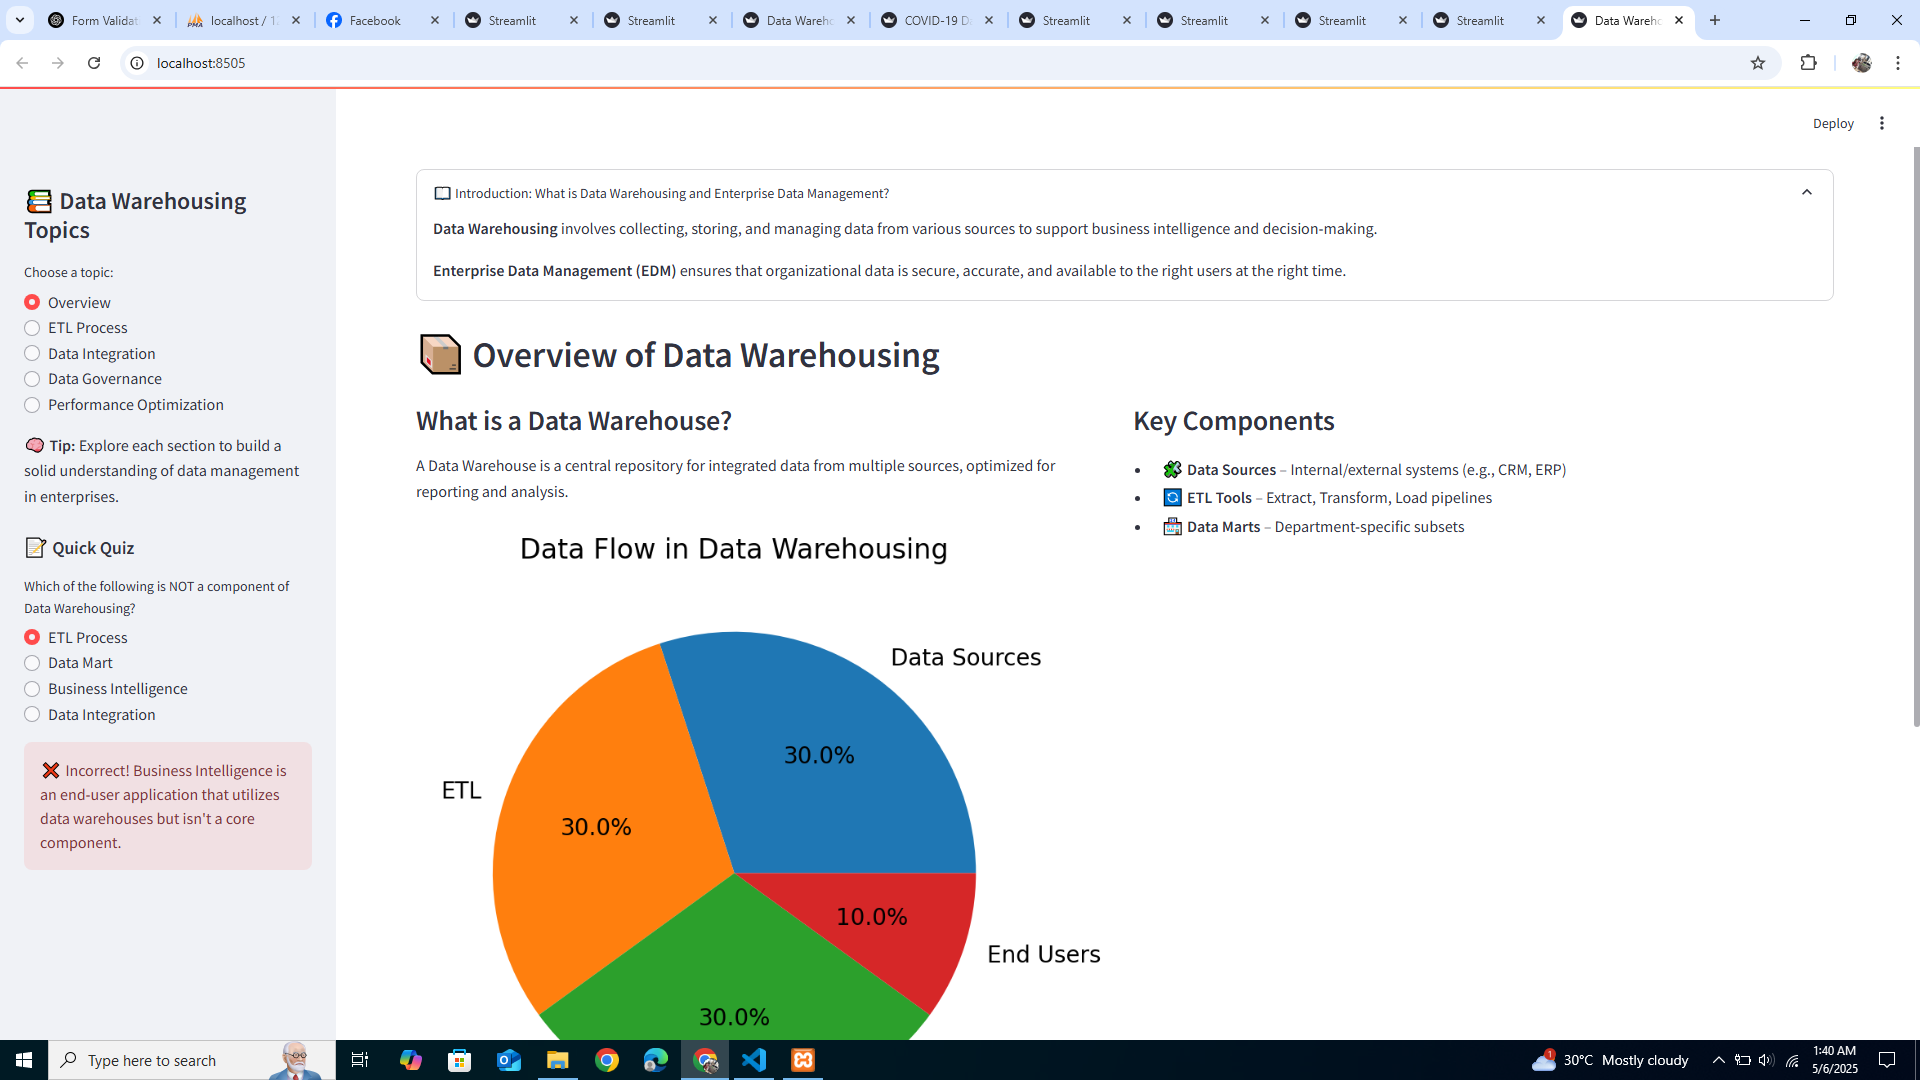 Form Validat
localhost / 1
Facebook
Streamlit
Streamlit
Data Wareho
COVID-19 D
Streamlit
Streamlit
Streamlit
Streamlit
Data Wareho
localhost:8505
Deploy
Data Warehousing
Topics
Choose a topic:
Overview
ETL Process
Data Integration
Data Governance
Performance Optimization
Tip: Explore each section to build a
solid understanding of data management
in enterprises.
Quick Quiz
Which of the following is NOT a component of
Data Warehousing?
ETL Process
Data Mart
Business Intelligence
Data Integration
Incorrect! Business Intelligence is
an end-user application that utilizes
data warehouses but isn't a core
component.
Introduction: What is Data Warehousing and Enterprise Data Management?
Data Warehousing involves collecting, storing, and managing data from various sources to support business intelligence and decision-making.
Enterprise Data Management (EDM) ensures that organizational data is secure, accurate, and available to the right users at the right time.
Overview of Data Warehousing
What is a Data Warehouse?
A Data Warehouse is a central repository for integrated data from multiple sources, optimized for
reporting and analysis.
Data Flow in Data Warehousing
Data Sources
30.0%
ETL
30.0%
10.0%
End Users
30.0%
Key Components
• Data Sources – Internal/external systems (e.g., CRM, ERP)
• ETL Tools – Extract, Transform, Load pipelines
• Data Marts – Department-specific subsets
Type here to search
1
30°C Mostly cloudy
1:40 AM
5/6/2025